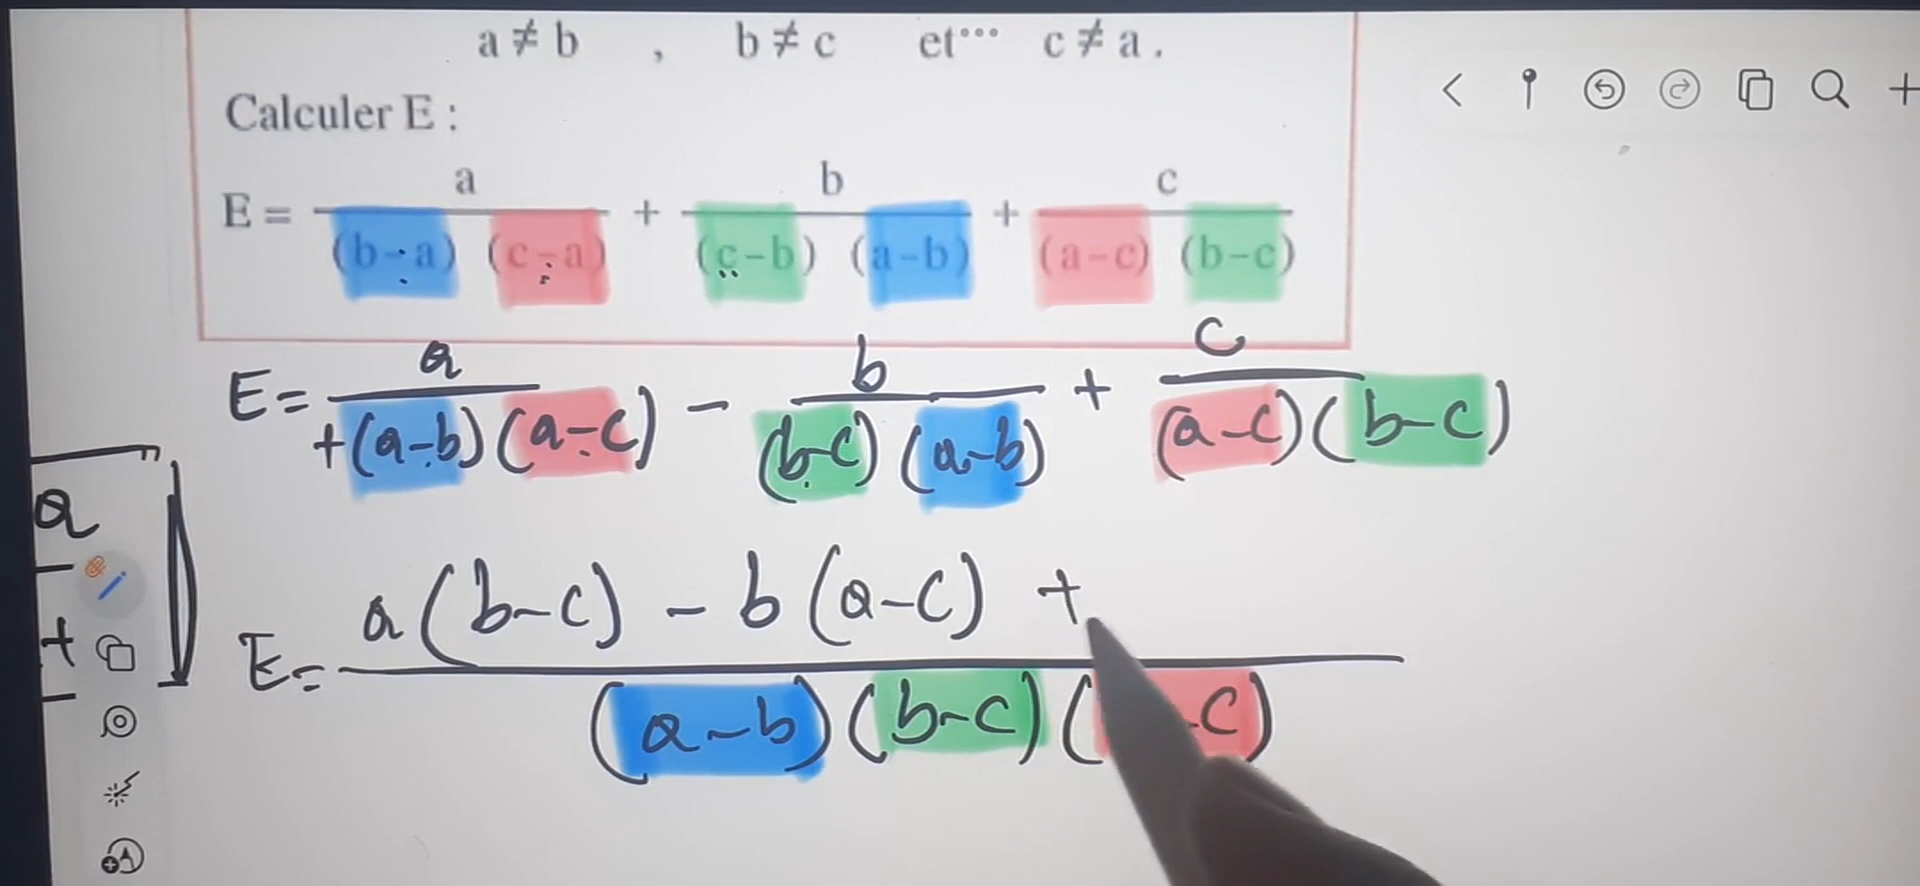 a ≠ b , b ≠ c et··· c ≠ a .
Calculer E :
E = a/((b-a) (c-a)) + b/((c-b) (a-b)) + c/((a-c) (b-c))
E = a/(+(a-b)(a-c)) - b/((b-c)(a-b)) + c/((a-c)(b-c))
a
+
E = (a(b-c) - b(a-c) +)/((a-b)(b-c)( -c))